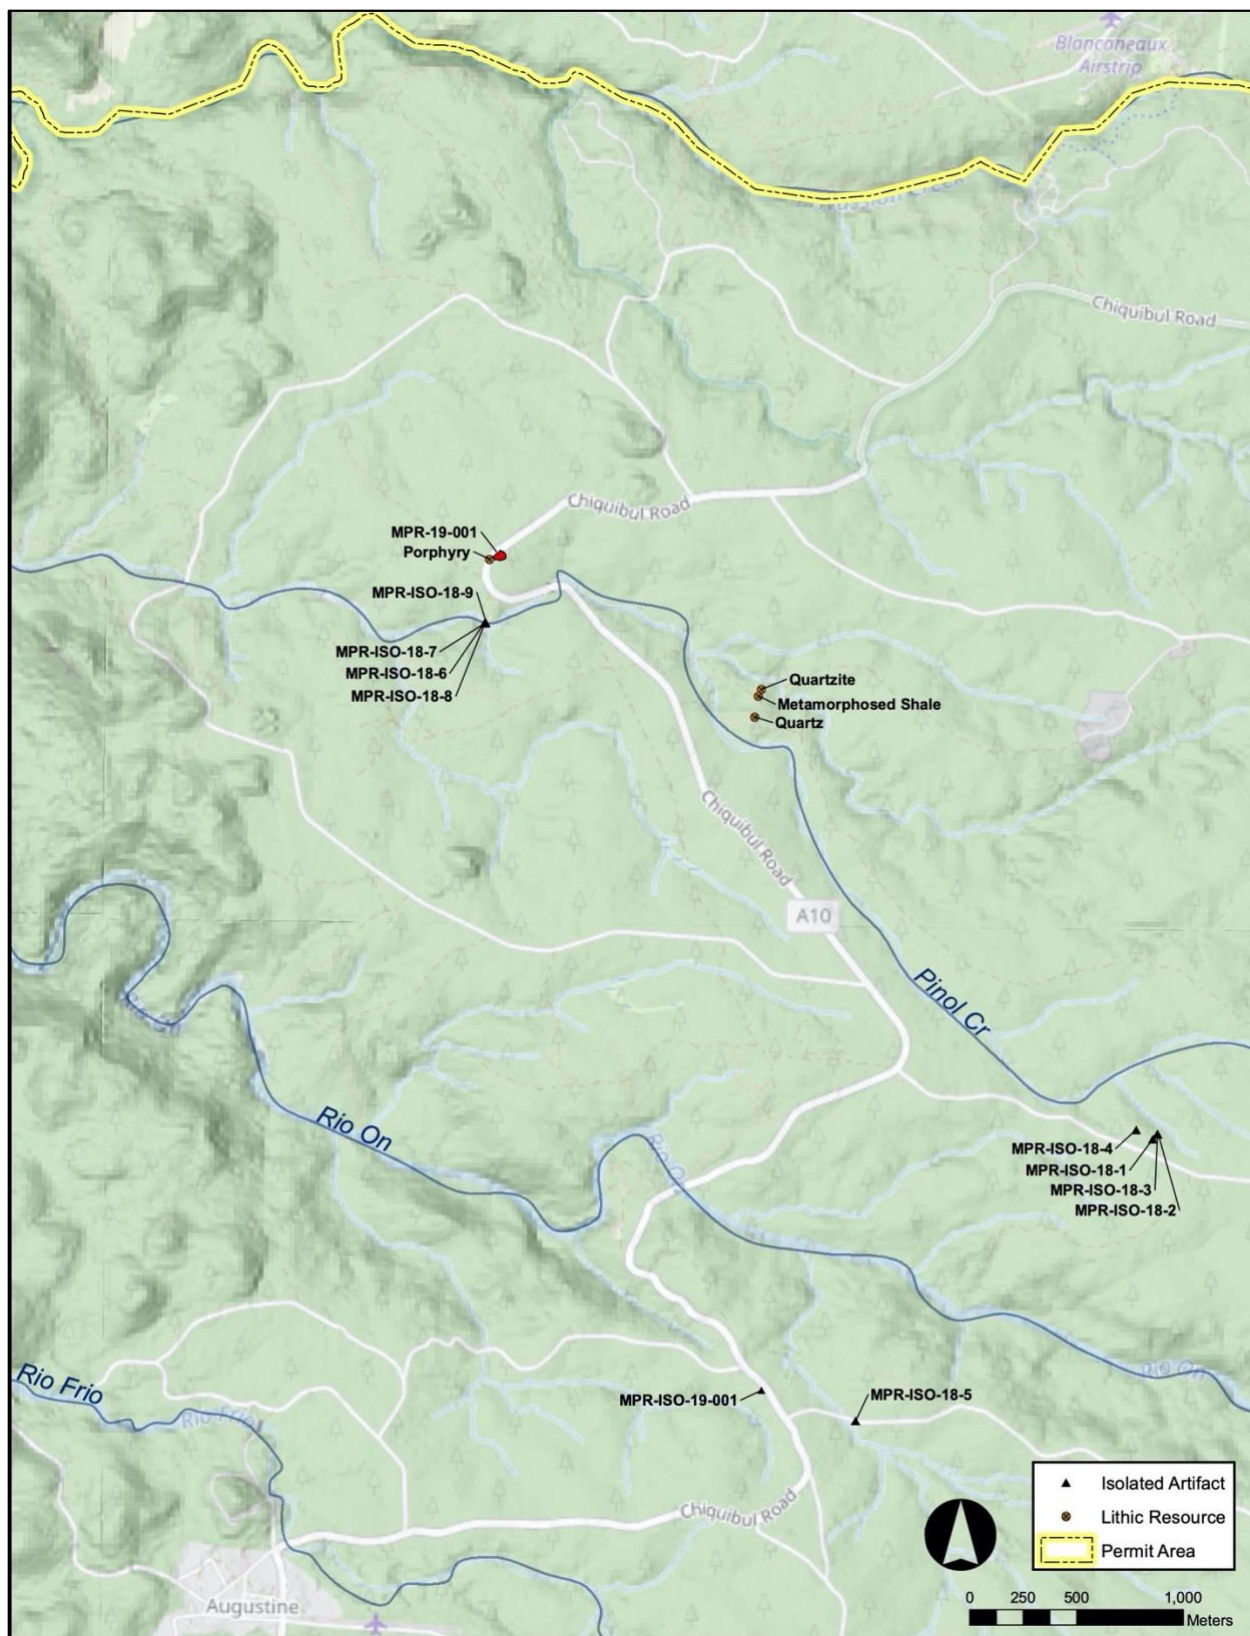 Blancaneaux
Airstrip
Chiquibul Road
Chiquibul Road
MPR-19-001
Porphyry
MPR-ISO-18-9
MPR-ISO-18-7
MPR-ISO-18-6
MPR-ISO-18-8
Quartzite
Metamorphosed Shale
Quartz
Chiquibul Road
A10
Pinol Cr
Rio On
Rio On
Rio On
MPR-ISO-18-4
MPR-ISO-18-1
MPR-ISO-18-3
MPR-ISO-18-2
Rio On
Rio Frio
Rio Frio
MPR-ISO-19-001
MPR-ISO-18-5
Chiquibul Road
Augustine
Isolated Artifact
Lithic Resource
Permit Area
0 250 500 1,000
Meters